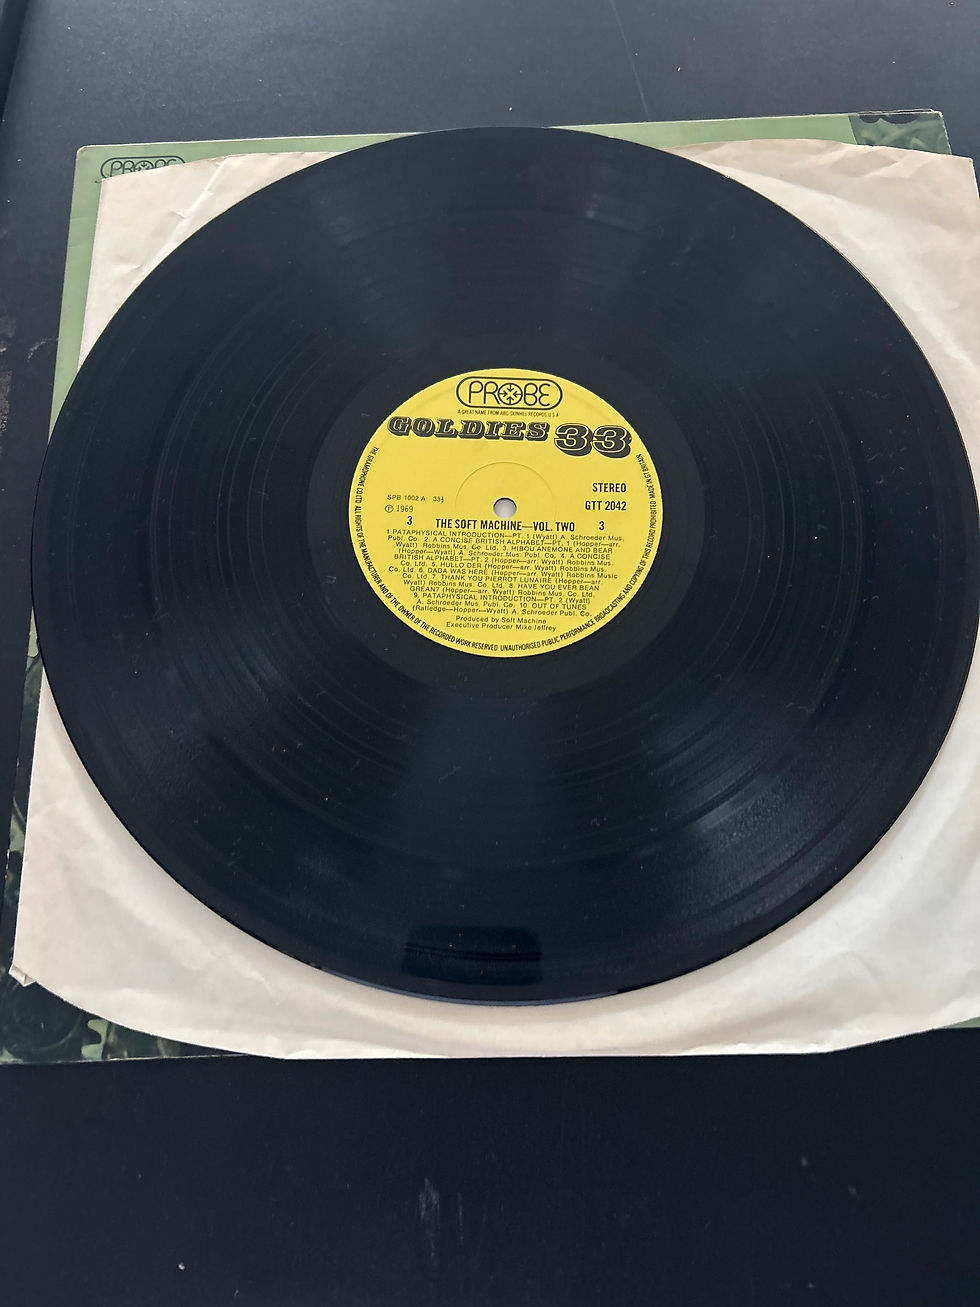 PROBE
PROBE
A GREAT NAME FROM ABC DUNHILL RECORDS U S A
GOLDIES 33
STEREO
SPB 1002 A 33⅓
GTT 2042
Ⓟ 1969
3 THE SOFT MACHINE—VOL. TWO 3
1.PATAPHYSICAL INTRODUCTION—PT. 1 (Wyatt) A. Schroeder Mus.
Publ. Co. 2. A CONCISE BRITISH ALPHABET—PT. 1 (Hopper—arr.
Wyatt) Robbins Mus. Co. Ltd. 3. HIBOU ANEMONE AND BEAR
(Hopper—Wyatt) A. Schroeder Mus. Publ. Co. 4. A CONCISE
BRITISH ALPHABET—PT. 2 (Hopper—arr. Wyatt) Robbins Mus.
Co. Ltd. 5. HULLO DER (Hopper—arr. Wyatt) Robbins Mus.
Co. Ltd. 6. DADA WAS HERE (Hopper—arr. Wyatt) Robbins Music
Co. Ltd. 7. THANK YOU PIERROT LUNAIRE (Hopper—arr.
Wyatt) Robbins Mus. Co. Ltd. 8. HAVE YOU EVER BEAN
GREAN? (Hopper—arr. Wyatt) Robbins Mus. Co. Ltd.
9. PATAPHYSICAL INTRODUCTION—PT. 2 (Wyatt)
A. Schroeder Mus. Publ. Co. 10. OUT OF TUNES
(Ratledge—Hopper—Wyatt) A. Schroeder Publ. Co.
Produced by Soft Machine
Executive Producer Mike Jeffrey
THE GRAMOPHONE CO LTD ALL RIGHTS OF THE MANUFACTURER AND OF THE OWNER OF THE RECORDED WORK RESERVED UNAUTHORISED PUBLIC PERFORMANCE BROADCASTING AND COPYING OF THIS RECORD PROHIBITED MADE IN GT BRITAIN